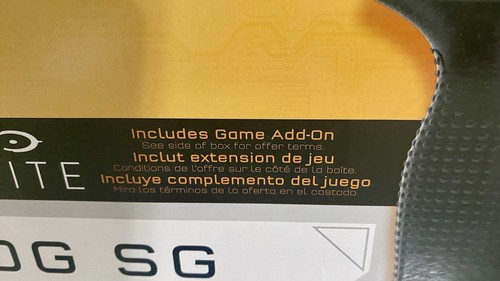 Includes Game Add-On
See side of box for offer terms.
Inclut extension de jeu
Conditions de l'offre sur le côté de la boîte.
Incluye complemento del juego
Mira los términos de la oferta en el costado.
ITE
OG SG